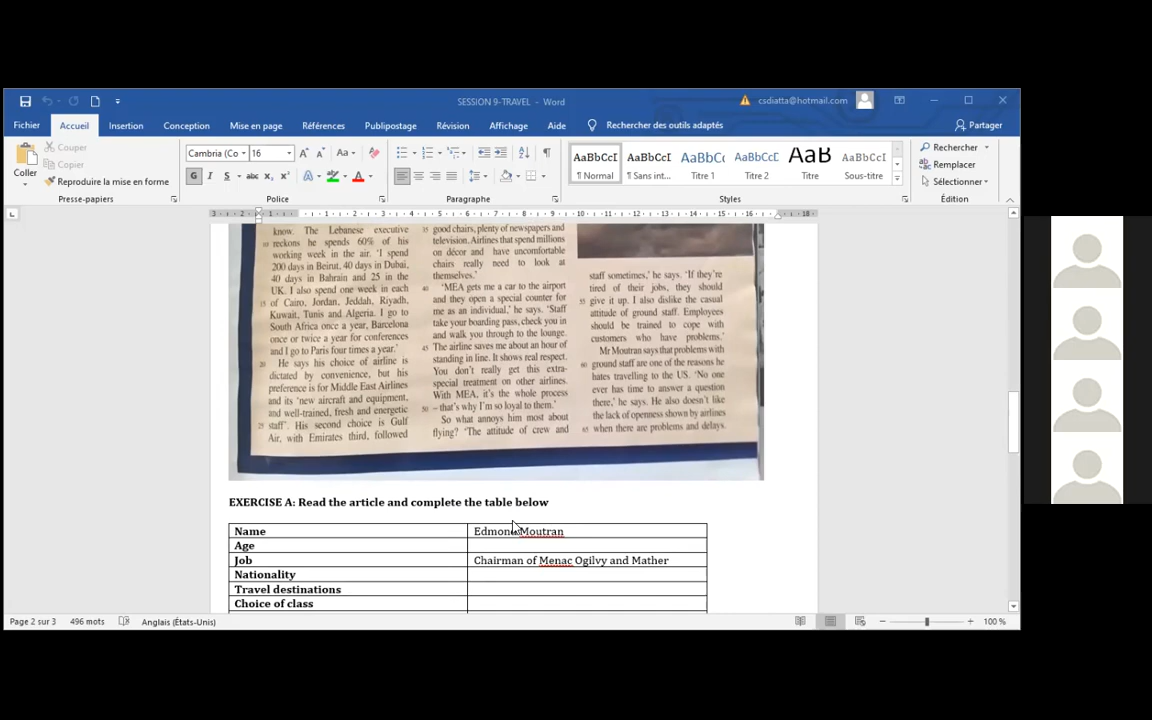 SESSION 9-TRAVEL - Word
csdiatta@hotmail.com
Fichier Accueil Insertion Conception Mise en page Références Publipostage Révision Affichage Aide Rechercher des outils adaptés Partager
Coller
Couper
Copier
Reproduire la mise en forme
Presse-papiers
Cambria (Co 16
Police
Paragraphe
AaBbCcI AaBbCcI AaBbCc AaBbCcE AaB AaBbCcI
¶ Normal ¶ Sans int... Titre 1 Titre 2 Titre Sous-titre
Styles
Rechercher
Remplacer
Sélectionner
Édition
know. The Lebanese executive
reckons he spends 60% of his
working week in the air. 'I spend
200 days in Beirut, 40 days in Dubai,
40 days in Bahrain and 25 in the
UK. I also spend one week in each
15 of Cairo, Jordan, Jeddah, Riyadh,
Kuwait, Tunis and Algeria. I go to
South Africa once a year, Barcelona
once or twice a year for conferences
and I go to Paris four times a year.'
20 He says his choice of airline is
dictated by convenience, but his
preference is for Middle East Airlines
and its 'new aircraft and equipment,
and well-trained, fresh and energetic
25 staff'. His second choice is Gulf
Air, with Emirates third, followed
35 good chairs, plenty of newspapers and
television. Airlines that spend millions
on décor and have uncomfortable
chairs really need to look at
themselves.'
40 'MEA gets me a car to the airport
and they open a special counter for
me as an individual,' he says. 'Staff
take your boarding pass, check you in
and walk you through to the lounge.
45 The airline saves me about an hour of
standing in line. It shows real respect.
You don't really get this extra-
special treatment on other airlines.
With MEA, it's the whole process
50 – that's why I'm so loyal to them.'
So what annoys him most about
flying? 'The attitude of crew and
staff sometimes,' he says. 'If they're
tired of their jobs, they should
55 give it up. I also dislike the casual
attitude of ground staff. Employees
should be trained to cope with
customers who have problems.'
Mr Moutran says that problems with
60 ground staff are one of the reasons he
hates travelling to the US. 'No one
ever has time to answer a question
there,' he says. He also doesn't like
the lack of openness shown by airlines
65 when there are problems and delays.
EXERCISE A: Read the article and complete the table below
Name Edmond Moutran
Age
Job Chairman of Menac Ogilvy and Mather
Nationality
Travel destinations
Choice of class
Page 2 sur 3 496 mots Anglais (États-Unis) 100 %